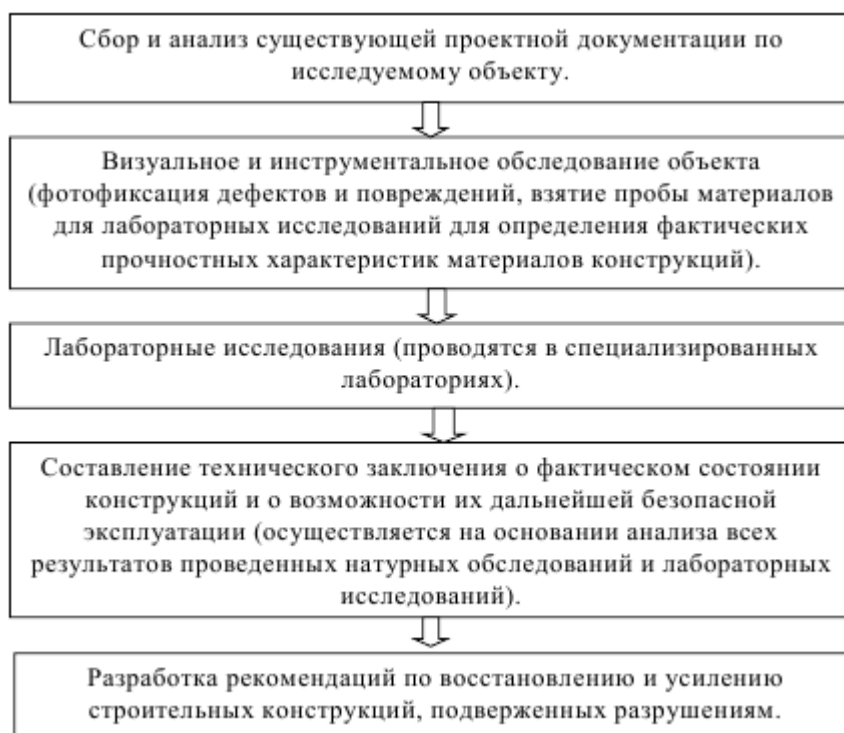 Сбор и анализ существующей проектной документации по
исследуемому объекту.
Визуальное и инструментальное обследование объекта
(фотофиксация дефектов и повреждений, взятие пробы материалов
для лабораторных исследований для определения фактических
прочностных характеристик материалов конструкций).
Лабораторные исследования (проводятся в специализированных
лабораториях).
Составление технического заключения о фактическом состоянии
конструкций и о возможности их дальнейшей безопасной
эксплуатации (осуществляется на основании анализа всех
результатов проведенных натурных обследований и лабораторных
исследований).
Разработка рекомендаций по восстановлению и усилению
строительных конструкций, подверженных разрушениям.